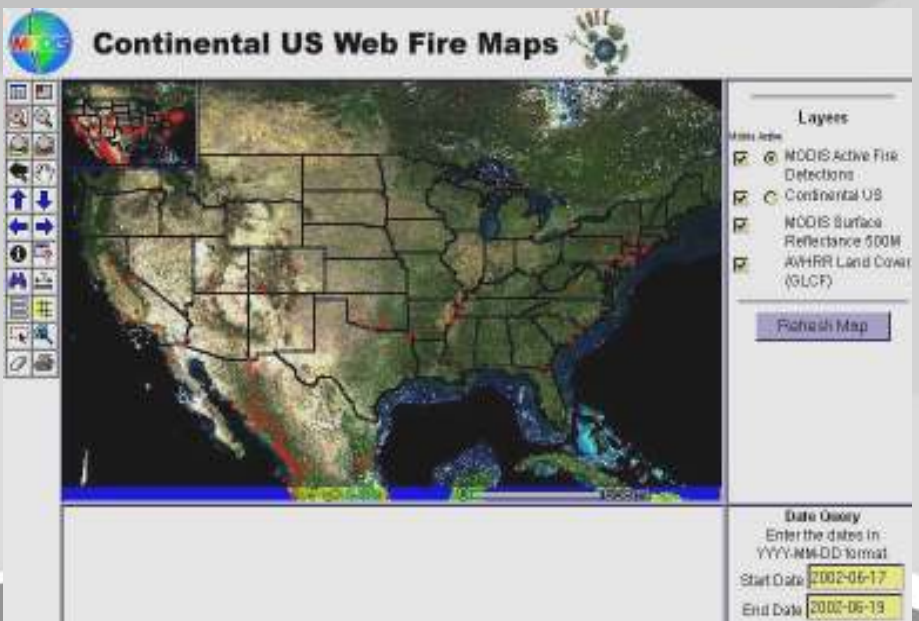 Continental US Web Fire Maps
Layers
Active
MODIS Active Fire
Detections
Continental US
MODIS Surface
Reflectance 500M
AVHRR Land Cover
(GLCF)
Refresh Map
Date Query
Enter the dates in
YYYY-MM-DD format
Start Date 2002-06-17
End Date 2002-06-19